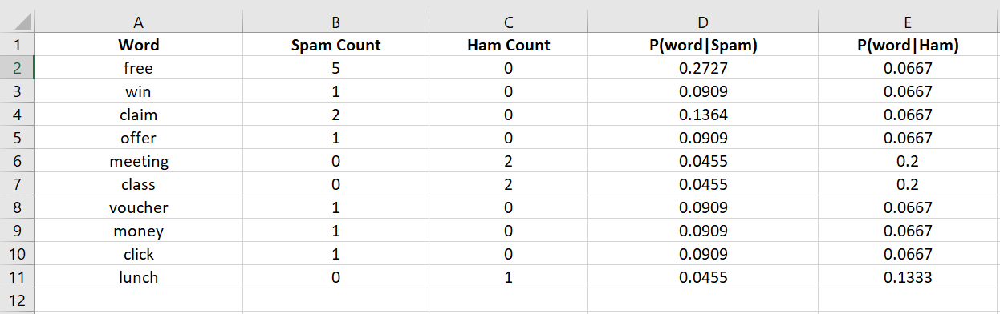 A B C D E
1 Word Spam Count Ham Count P(word|Spam) P(word|Ham)
2 free 5 0 0.2727 0.0667
3 win 1 0 0.0909 0.0667
4 claim 2 0 0.1364 0.0667
5 offer 1 0 0.0909 0.0667
6 meeting 0 2 0.0455 0.2
7 class 0 2 0.0455 0.2
8 voucher 1 0 0.0909 0.0667
9 money 1 0 0.0909 0.0667
10 click 1 0 0.0909 0.0667
11 lunch 0 1 0.0455 0.1333
12